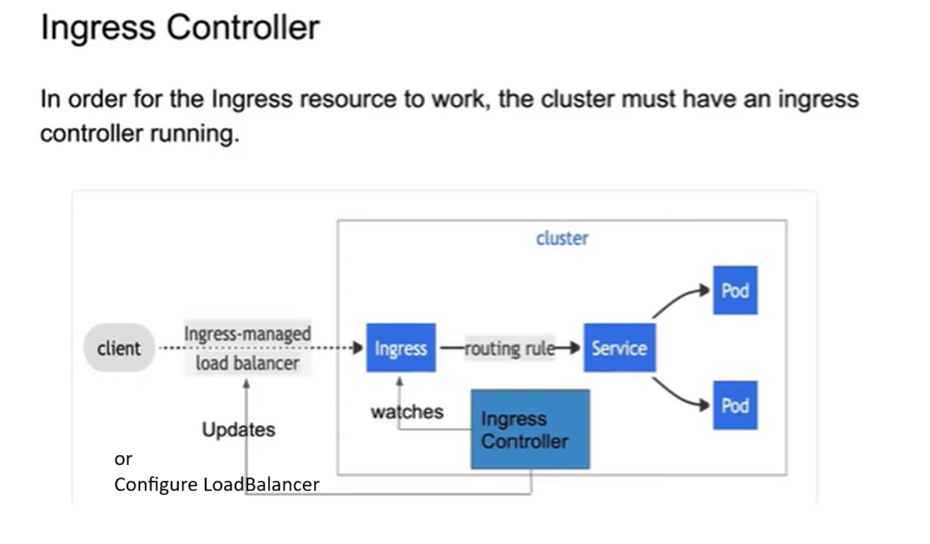 Ingress Controller
In order for the Ingress resource to work, the cluster must have an ingress
controller running.
cluster
Pod
client
Ingress-managed
load balancer
Ingress
routing rule
Service
Pod
watches
Ingress
Controller
Updates
or
Configure LoadBalancer